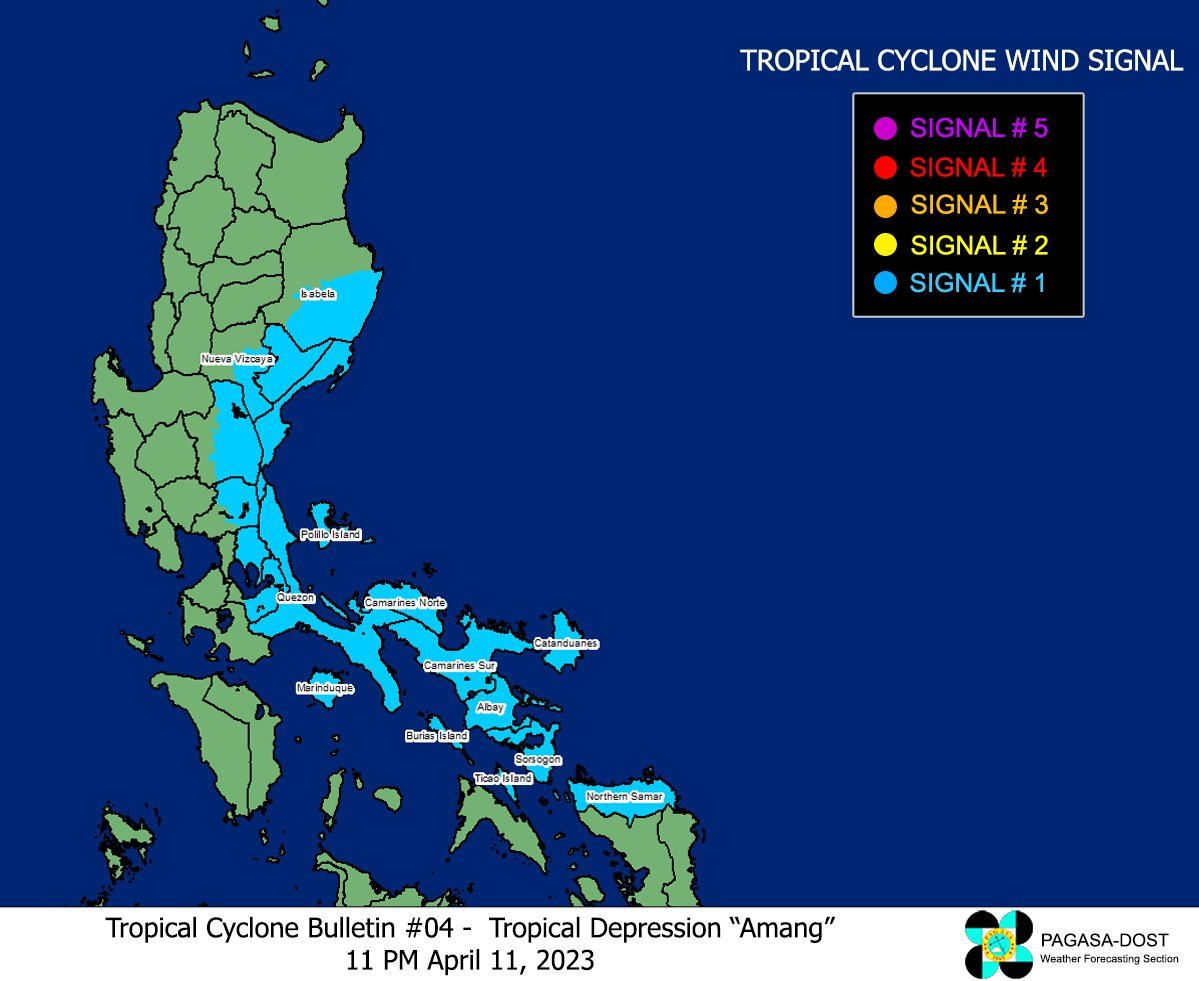 TROPICAL CYCLONE WIND SIGNAL
SIGNAL # 5
SIGNAL # 4
SIGNAL # 3
SIGNAL # 2
SIGNAL # 1
Isabela
Nueva Vizcaya
Polillo Island
Quezon
Camarines Norte
Catanduanes
Camarines Sur
Marinduque
Albay
Burias Island
Sorsogon
Ticao Island
Northern Samar
Tropical Cyclone Bulletin #04 - Tropical Depression “Amang”
11 PM April 11, 2023
PAGASA-DOST
Weather Forecasting Section